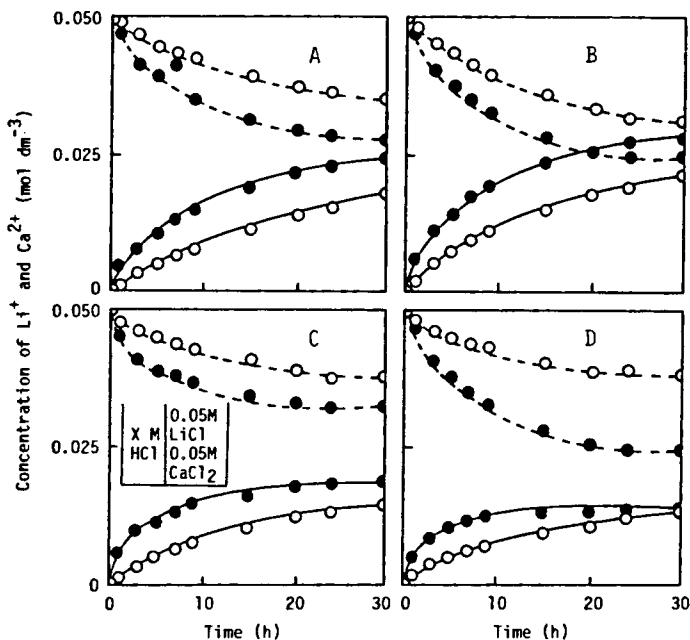 Concentration of Li⁺ and Ca²⁺ (mol dm⁻³)
0.050
0.025
0
A
B
0.050
0.025
0
C
D
X M
HCl
0.05M
LiCl
0.05M
CaCl₂
0 10 20 30
0 10 20 30
Time (h)
Time (h)